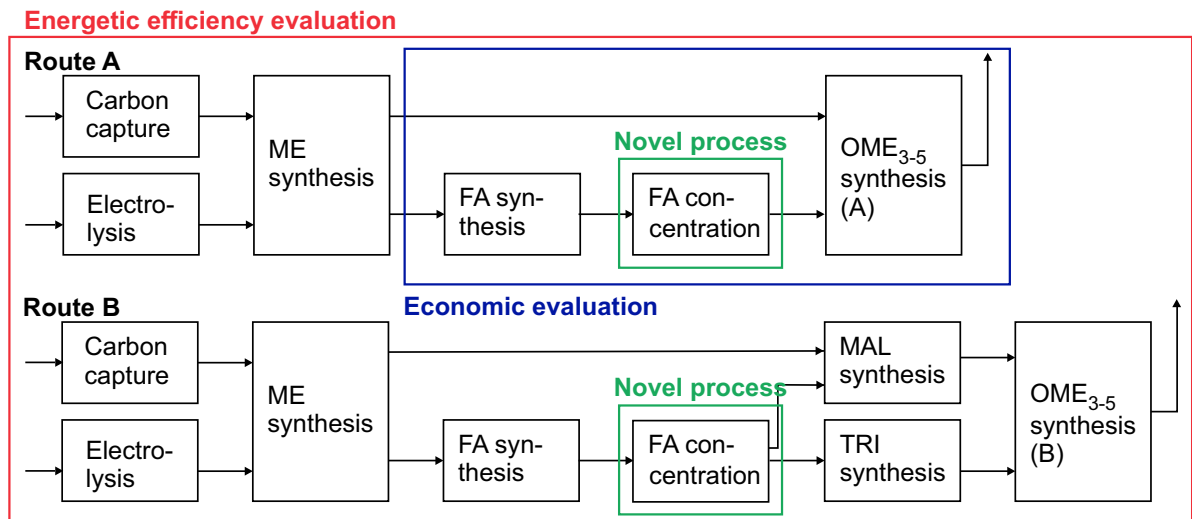 Energetic efficiency evaluation
Route A
Carbon
capture
Electro-
lysis
ME
synthesis
FA syn-
thesis
Novel process
FA con-
centration
OME3-5
synthesis
(A)
Economic evaluation
Route B
Carbon
capture
Electro-
lysis
ME
synthesis
FA syn-
thesis
Novel process
FA con-
centration
MAL
synthesis
TRI
synthesis
OME3-5
synthesis
(B)